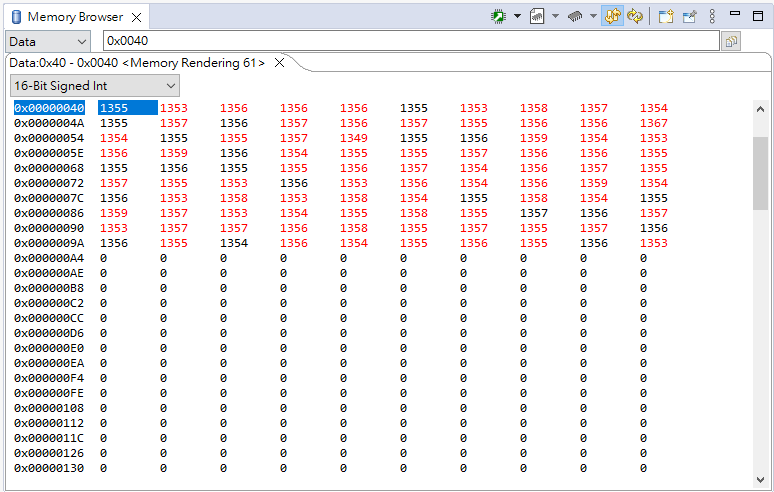 Memory Browser
Data 0x0040
Data:0x40 - 0x0040 <Memory Rendering 61>
16-Bit Signed Int
0x00000040 1355 1353 1356 1356 1356 1355 1353 1358 1357 1354
0x0000004A 1355 1357 1356 1357 1356 1357 1355 1356 1356 1367
0x00000054 1354 1355 1355 1357 1349 1355 1356 1359 1354 1353
0x0000005E 1356 1359 1356 1354 1355 1355 1357 1356 1356 1355
0x00000068 1355 1356 1355 1355 1356 1357 1354 1356 1357 1355
0x00000072 1357 1355 1353 1356 1353 1356 1354 1356 1359 1354
0x0000007C 1356 1353 1358 1353 1358 1354 1355 1358 1354 1355
0x00000086 1359 1357 1353 1354 1355 1358 1355 1357 1356 1357
0x00000090 1353 1357 1357 1356 1358 1355 1357 1355 1357 1356
0x0000009A 1356 1355 1354 1356 1354 1355 1356 1355 1356 1353
0x000000A4 0 0 0 0 0 0 0 0 0 0
0x000000AE 0 0 0 0 0 0 0 0 0 0
0x000000B8 0 0 0 0 0 0 0 0 0 0
0x000000C2 0 0 0 0 0 0 0 0 0 0
0x000000CC 0 0 0 0 0 0 0 0 0 0
0x000000D6 0 0 0 0 0 0 0 0 0 0
0x000000E0 0 0 0 0 0 0 0 0 0 0
0x000000EA 0 0 0 0 0 0 0 0 0 0
0x000000F4 0 0 0 0 0 0 0 0 0 0
0x000000FE 0 0 0 0 0 0 0 0 0 0
0x00000108 0 0 0 0 0 0 0 0 0 0
0x00000112 0 0 0 0 0 0 0 0 0 0
0x0000011C 0 0 0 0 0 0 0 0 0 0
0x00000126 0 0 0 0 0 0 0 0 0 0
0x00000130 0 0 0 0 0 0 0 0 0 0